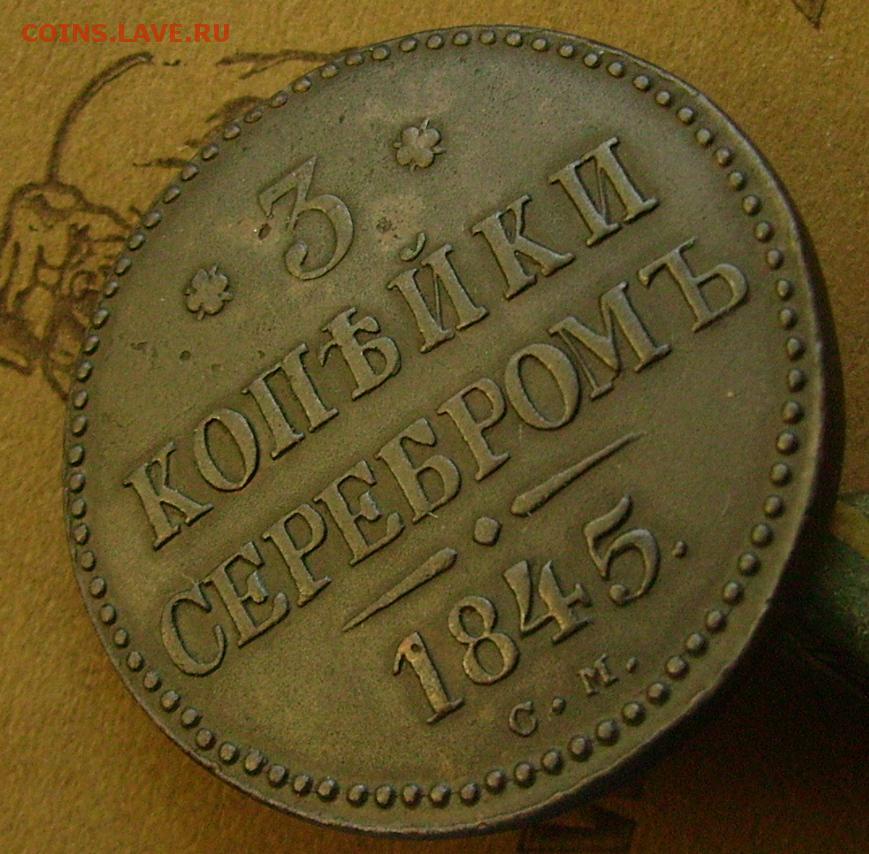 COINS.LAVE.RU
3
КОПѢЙКИ
СЕРЕБРОМЪ
1845.
С. М.